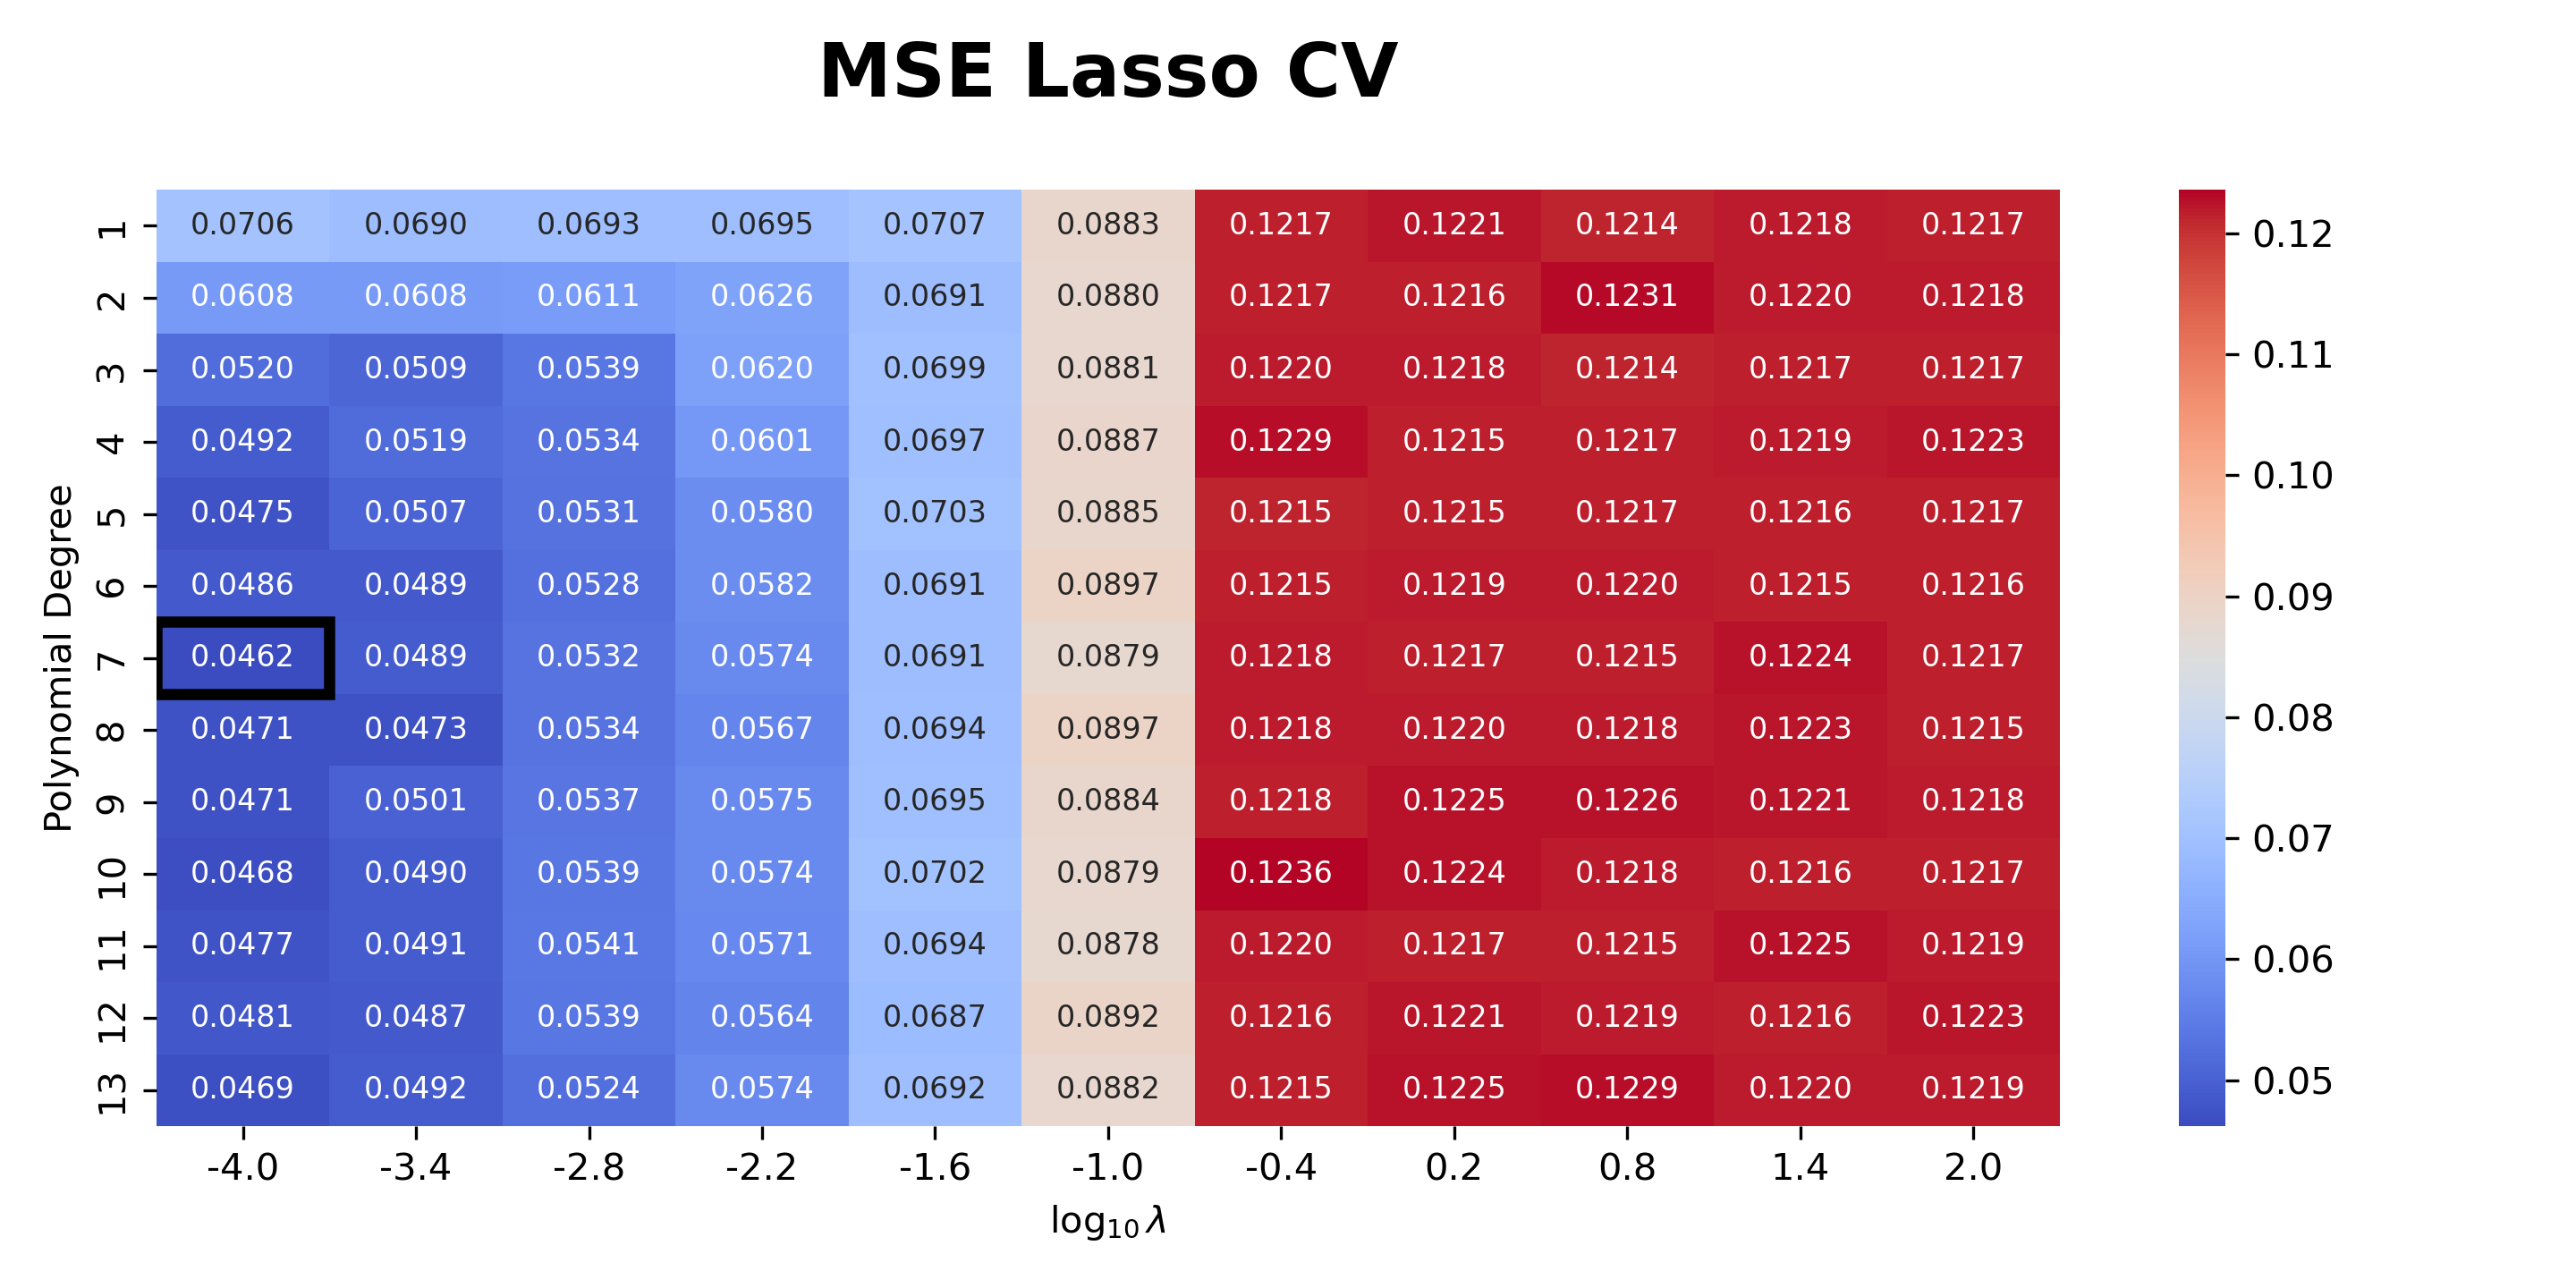 MSE Lasso CV
Polynomial Degree
1 0.0706 0.0690 0.0693 0.0695 0.0707 0.0883 0.1217 0.1221 0.1214 0.1218 0.1217
2 0.0608 0.0608 0.0611 0.0626 0.0691 0.0880 0.1217 0.1216 0.1231 0.1220 0.1218
3 0.0520 0.0509 0.0539 0.0620 0.0699 0.0881 0.1220 0.1218 0.1214 0.1217 0.1217
4 0.0492 0.0519 0.0534 0.0601 0.0697 0.0887 0.1229 0.1215 0.1217 0.1219 0.1223
5 0.0475 0.0507 0.0531 0.0580 0.0703 0.0885 0.1215 0.1215 0.1217 0.1216 0.1217
6 0.0486 0.0489 0.0528 0.0582 0.0691 0.0897 0.1215 0.1219 0.1220 0.1215 0.1216
7 0.0462 0.0489 0.0532 0.0574 0.0691 0.0879 0.1218 0.1217 0.1215 0.1224 0.1217
8 0.0471 0.0473 0.0534 0.0567 0.0694 0.0897 0.1218 0.1220 0.1218 0.1223 0.1215
9 0.0471 0.0501 0.0537 0.0575 0.0695 0.0884 0.1218 0.1225 0.1226 0.1221 0.1218
10 0.0468 0.0490 0.0539 0.0574 0.0702 0.0879 0.1236 0.1224 0.1218 0.1216 0.1217
11 0.0477 0.0491 0.0541 0.0571 0.0694 0.0878 0.1220 0.1217 0.1215 0.1225 0.1219
12 0.0481 0.0487 0.0539 0.0564 0.0687 0.0892 0.1216 0.1221 0.1219 0.1216 0.1223
13 0.0469 0.0492 0.0524 0.0574 0.0692 0.0882 0.1215 0.1225 0.1229 0.1220 0.1219
-4.0 -3.4 -2.8 -2.2 -1.6 -1.0 -0.4 0.2 0.8 1.4 2.0
log₁₀ λ
0.12
0.11
0.10
0.09
0.08
0.07
0.06
0.05